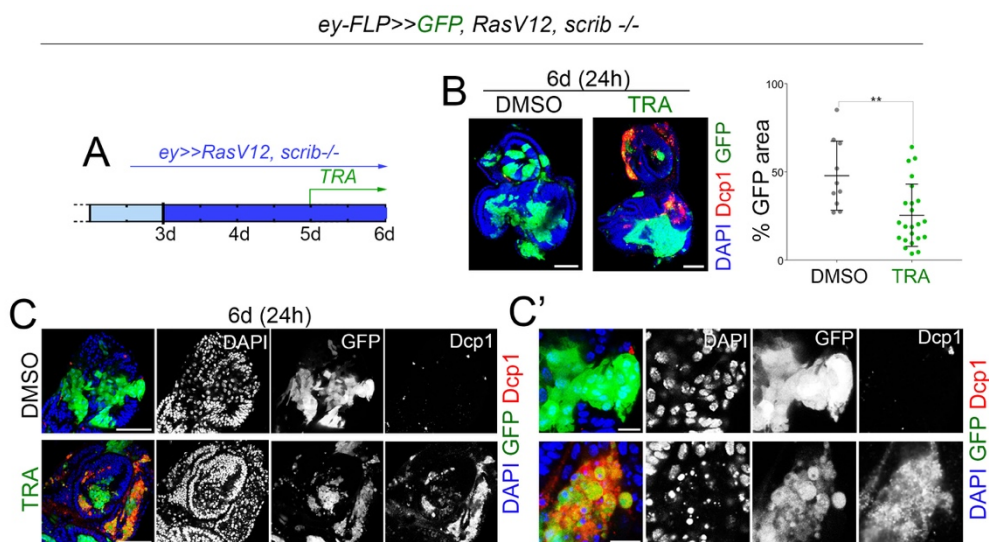 ey-FLP>>GFP, RasV12, scrib -/-
A
ey>>RasV12, scrib-/-
TRA
3d 4d 5d 6d
B
6d (24h)
DMSO TRA
DAPI Dcp1 GFP
% GFP area
100
50
0
**
DMSO TRA
C
6d (24h)
DAPI GFP Dcp1
DMSO
TRA
DAPI GFP Dcp1
C'
DAPI GFP Dcp1
DAPI GFP Dcp1